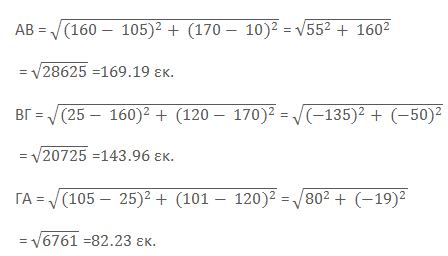 ΑΒ = √(160 − 105)² + (170 − 10)² = √55² + 160²
= √28625 =169.19 εκ.
ΒΓ = √(25 − 160)² + (120 − 170)² = √(−135)² + (−50)²
= √20725 =143.96 εκ.
ΓΑ = √(105 − 25)² + (101 − 120)² = √80² + (−19)²
= √6761 =82.23 εκ.